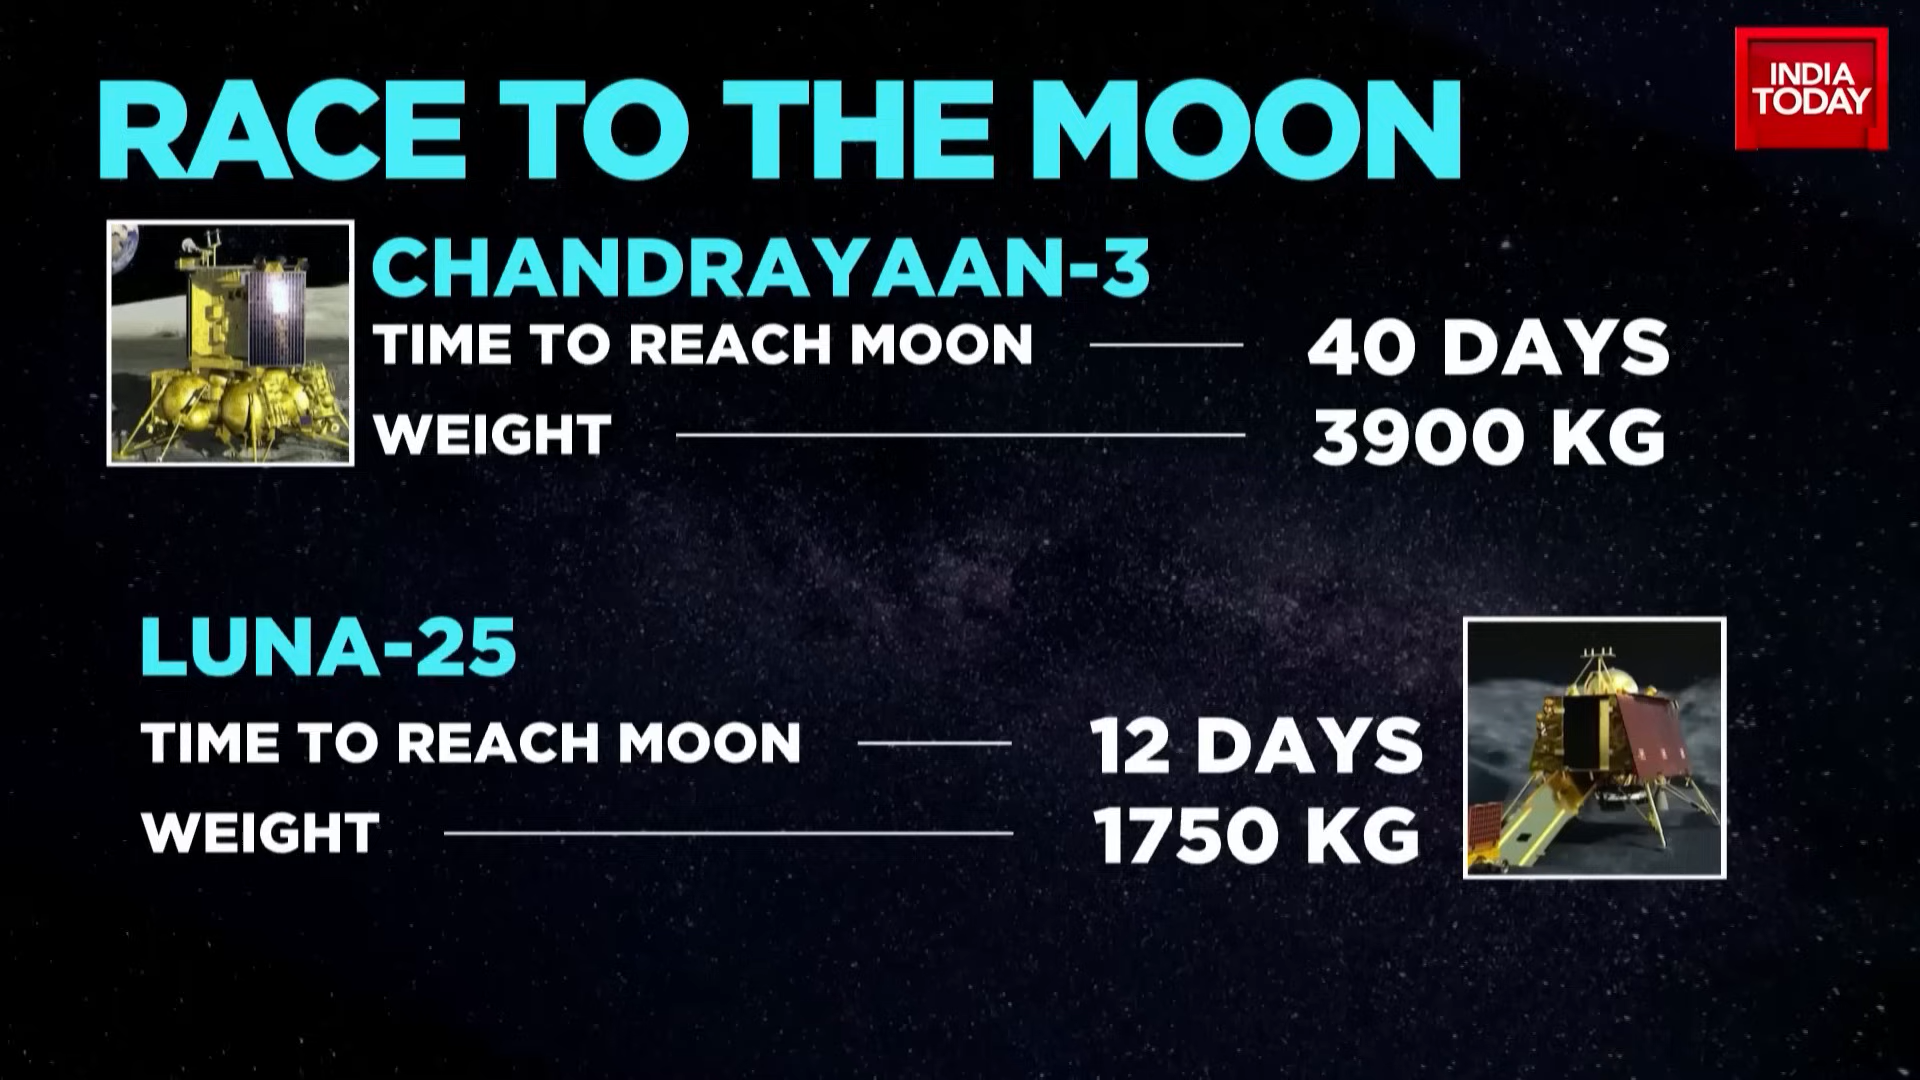 RACE TO THE MOON
INDIA
TODAY
CHANDRAYAAN-3
TIME TO REACH MOON 40 DAYS
WEIGHT 3900 KG
LUNA-25
TIME TO REACH MOON 12 DAYS
WEIGHT 1750 KG